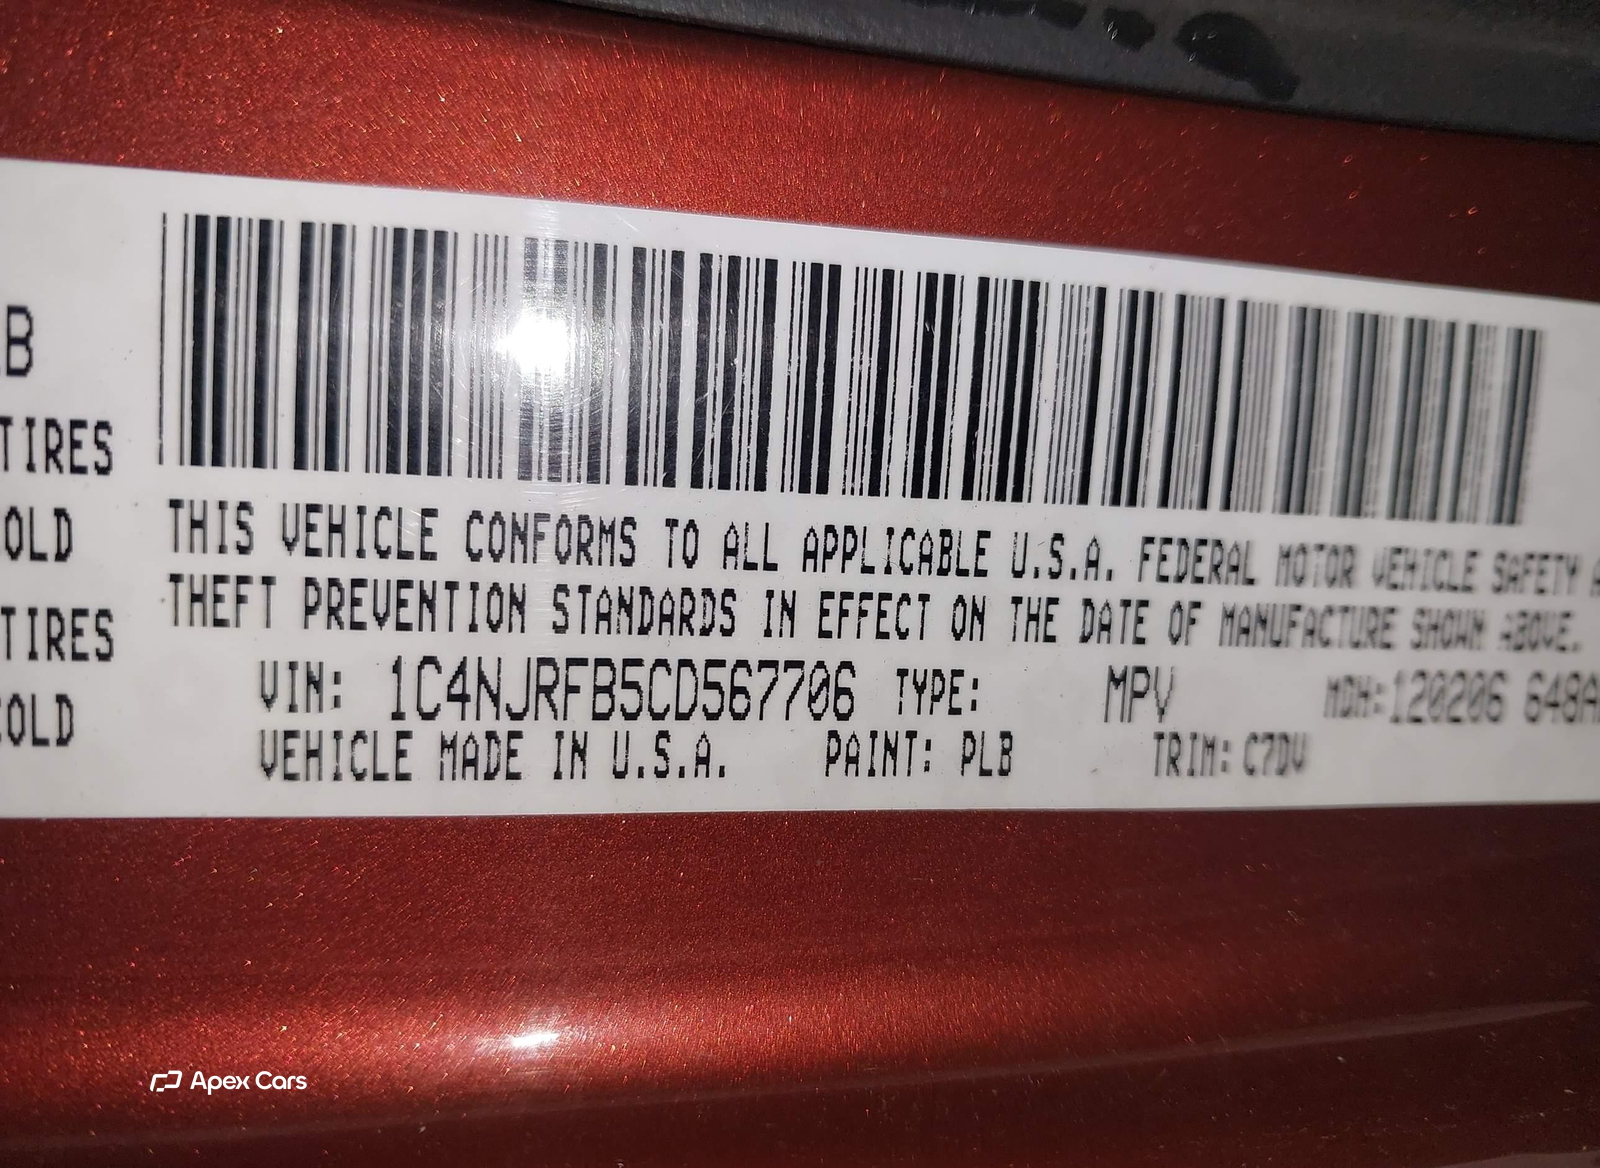 B
TIRES
OLD
TIRES
COLD
THIS VEHICLE CONFORMS TO ALL APPLICABLE U.S.A. FEDERAL MOTOR VEHICLE SAFETY
THEFT PREVENTION STANDARDS IN EFFECT ON THE DATE OF MANUFACTURE SHOWN ABOVE.
VIN: 1C4NJRFB5CD567706 TYPE: MPV MDH:120206 648A
VEHICLE MADE IN U.S.A. PAINT: PLB TRIM: C7DV
Apex Cars